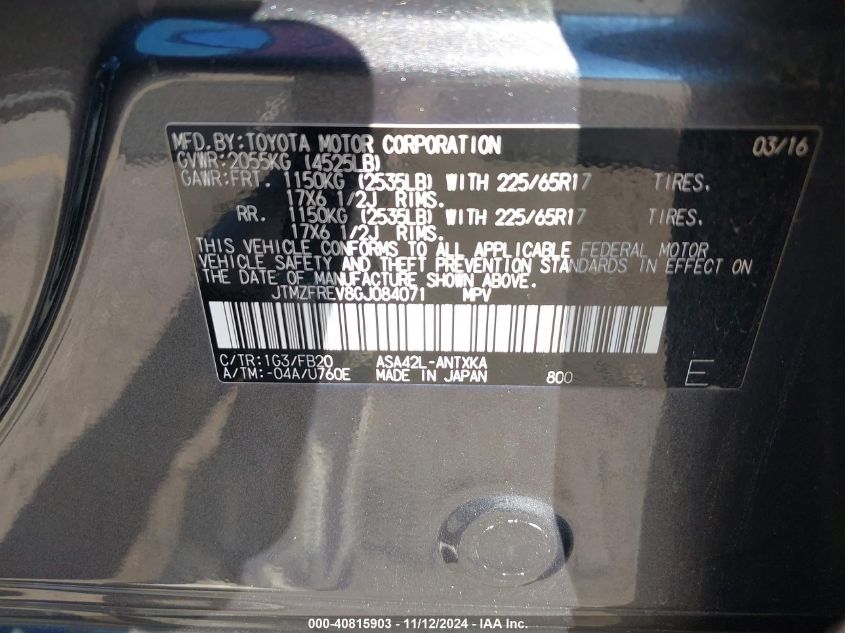 MFD.BY:TOYOTA MOTOR CORPORATION 03/16
GVWR:2055KG (4525LB)
GAWR:FRT. 1150KG (2535LB) WITH 225/65R17 TIRES.
17X6 1/2J RIMS.
RR. 1150KG (2535LB) WITH 225/65R17 TIRES.
17X6 1/2J RIMS.
THIS VEHICLE CONFORMS TO ALL APPLICABLE FEDERAL MOTOR
VEHICLE SAFETY AND THEFT PREVENTION STANDARDS IN EFFECT ON
THE DATE OF MANUFACTURE SHOWN ABOVE.
JTMZFREV8GJ084071 MPV
C/TR:1G3/FB20 ASA42L-ANTXKA
A/TM:-04A/U760E MADE IN JAPAN 800 E
000-40815903 - 11/12/2024 - IAA Inc.